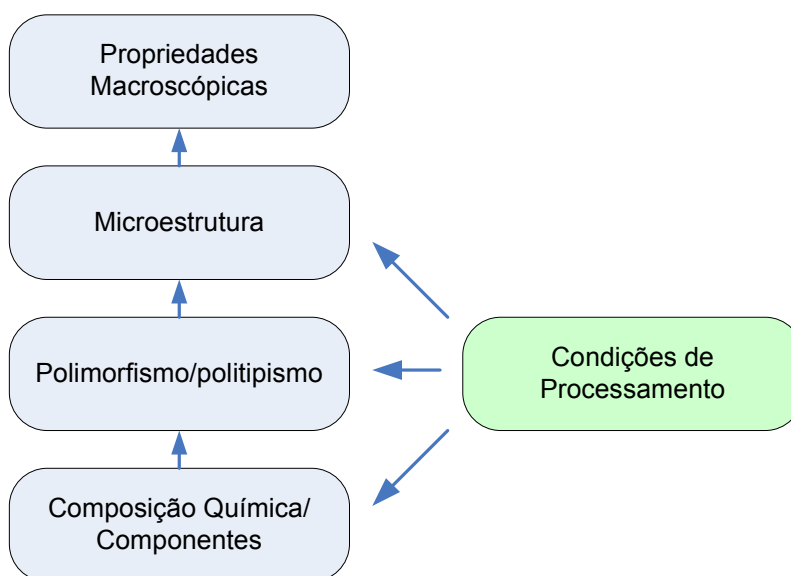 Propriedades
Macroscópicas
Microestrutura
Polimorfismo/politipismo
Condições de
Processamento
Composição Química/
Componentes